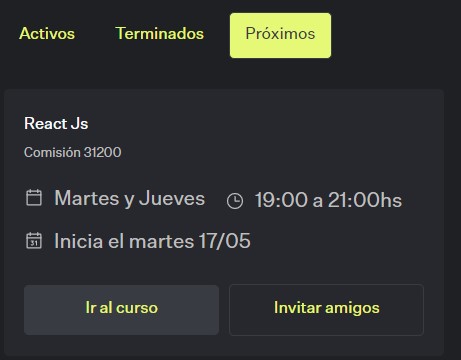 Activos Terminados Próximos
React Js
Comisión 31200
Martes y Jueves 19:00 a 21:00hs
31 Inicia el martes 17/05
Ir al curso Invitar amigos